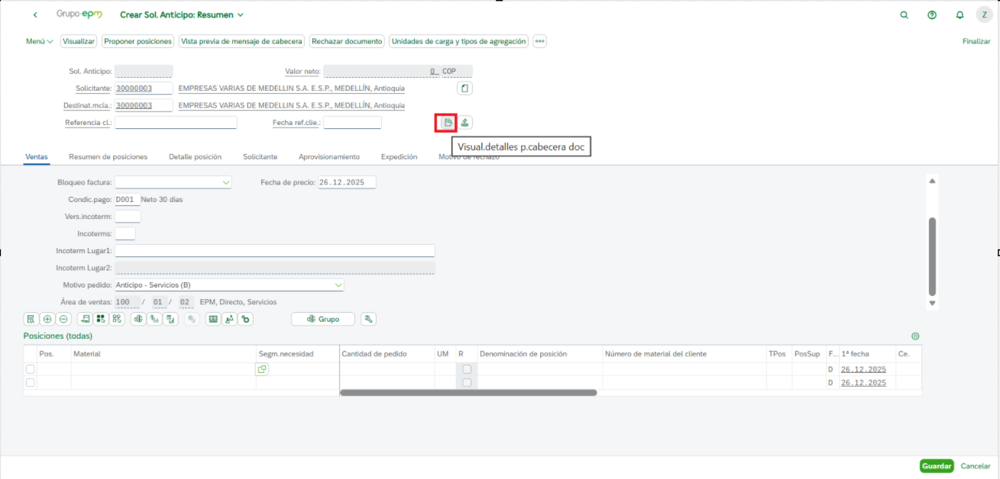 Grupo·epm Crear Sol. Anticipo: Resumen Z
Menú Visualizar Proponer posiciones Vista previa de mensaje de cabecera Rechazar documento Unidades de carga y tipos de agregación Finalizar
Sol. Anticipo: Valor neto: 0 COP
Solicitante: 30000003 EMPRESAS VARIAS DE MEDELLIN S.A. E.S.P., MEDELLÍN, Antioquia
Destinat.mcía.: 30000003 EMPRESAS VARIAS DE MEDELLIN S.A. E.S.P., MEDELLÍN, Antioquia
Referencia cl.: Fecha ref.clie.:
Visual.detalles p.cabecera doc
Ventas Resumen de posiciones Detalle posición Solicitante Aprovisionamiento Expedición Motivo de rechazo
Bloqueo factura: Fecha de precio: 26.12.2025
Condic.pago: D001 Neto 30 dias
Vers.incoterm:
Incoterms:
Incoterm Lugar1:
Incoterm Lugar2:
Motivo pedido: Anticipo - Servicios (B)
Área de ventas: 100 / 01 / 02 EPM, Directo, Servicios
Grupo
Posiciones (todas)
Pos. Material Segm.necesidad Cantidad de pedido UM R Denominación de posición Número de material del cliente TPos PosSup F... 1ª fecha Ce.
D 26.12.2025
D 26.12.2025
Guardar Cancelar